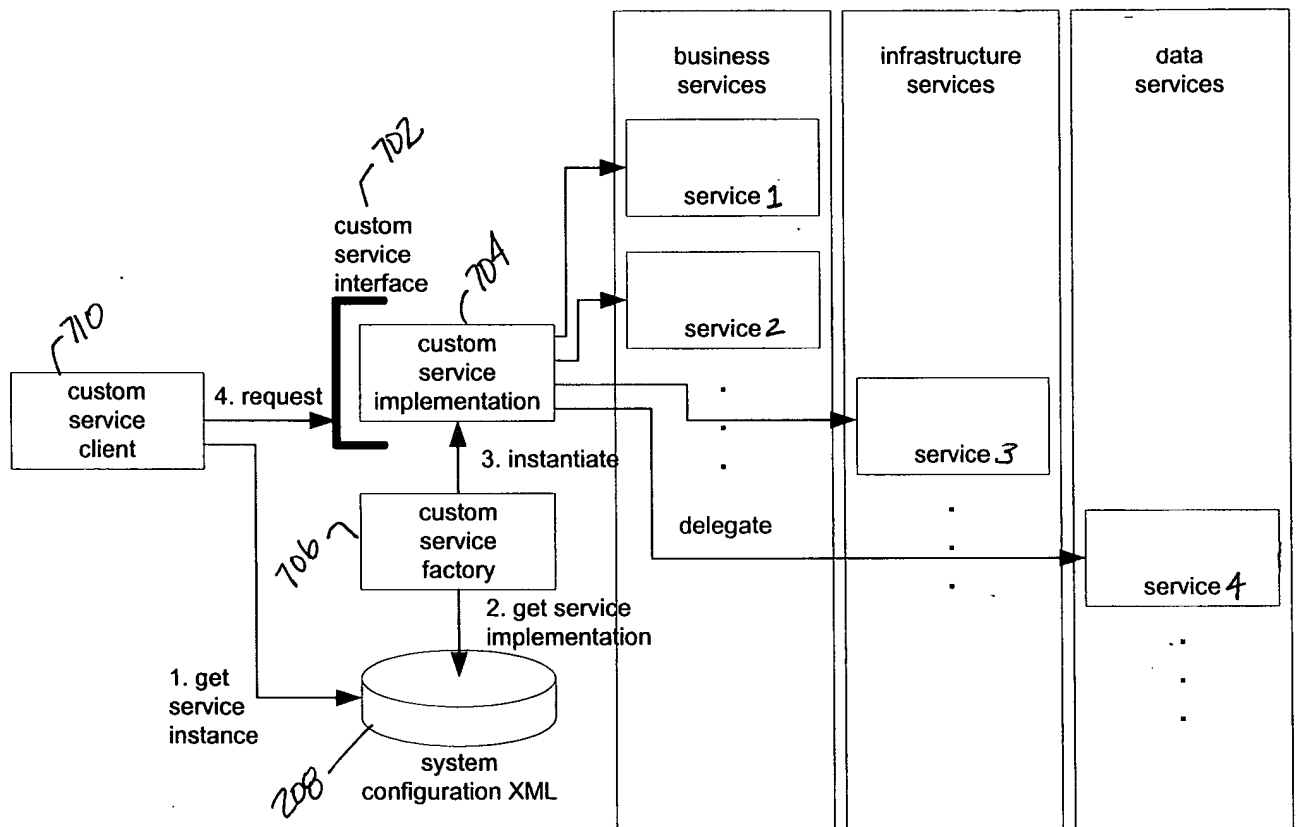 business
services
infrastructure
services
data
services
702
custom
service
interface
service 1
704
710
service 2
custom
service
implementation
custom
service
client
4. request
service 3
3. instantiate
706
custom
service
factory
delegate
service 4
2. get service
implementation
1. get
service
instance
208
system
configuration XML